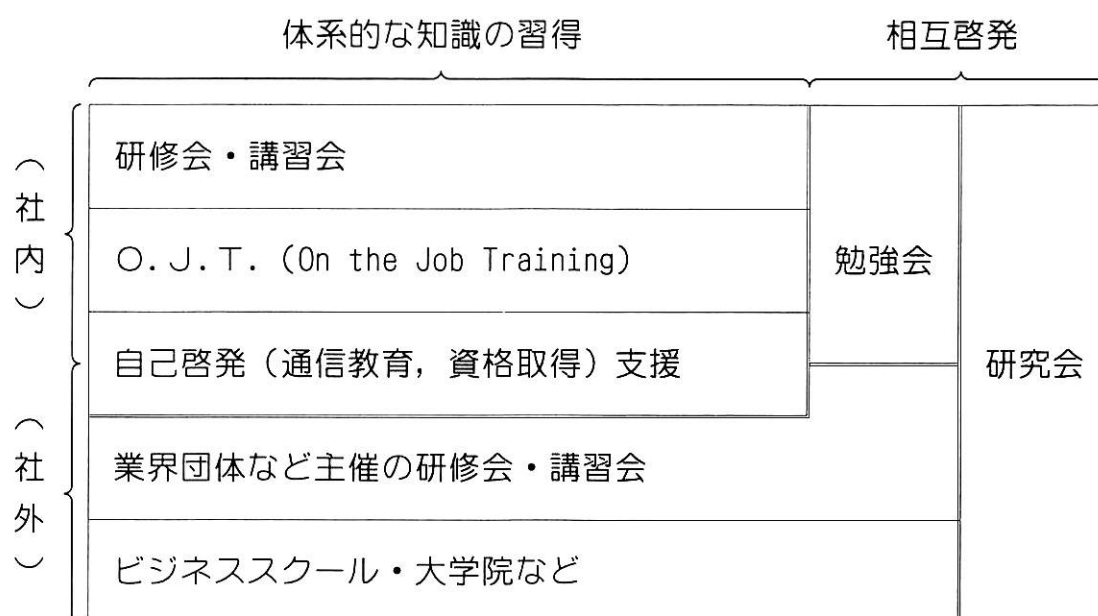 体系的な知識の習得
相互啓発
(社内)
研修会・講習会
O.J.T. (On the Job Training)
自己啓発(通信教育,資格取得)支援
勉強会
研究会
(社外)
業界団体など主催の研修会・講習会
ビジネススクール・大学院など